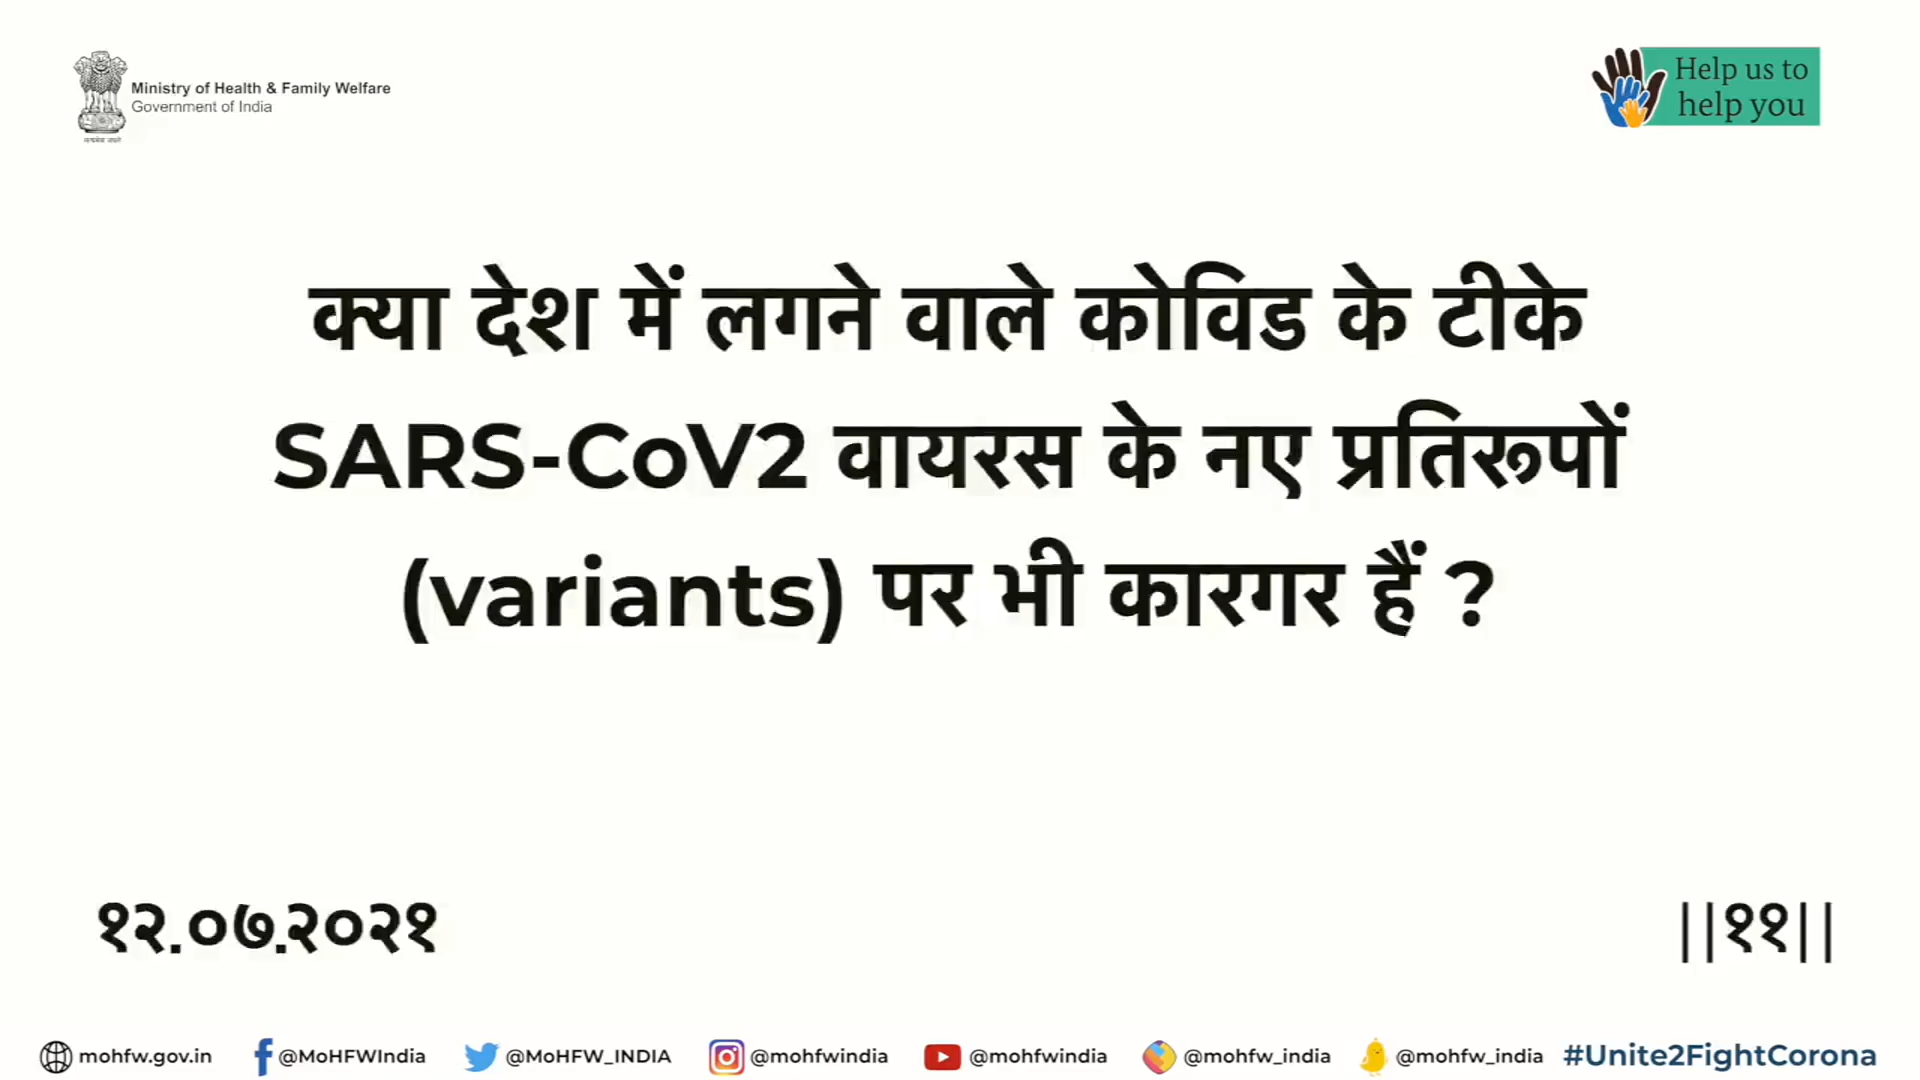 Ministry of Health & Family Welfare
Government of India
Help us to
help you
क्या देश में लगने वाले कोविड के टीके
SARS-CoV2 वायरस के नए प्रतिरूपों
(variants) पर भी कारगर हैं ?
१२.०७.२०२१
||११||
mohfw.gov.in @MoHFWIndia @MoHFW_INDIA @mohfwindia @mohfwindia @mohfw_india @mohfw_india #Unite2FightCorona